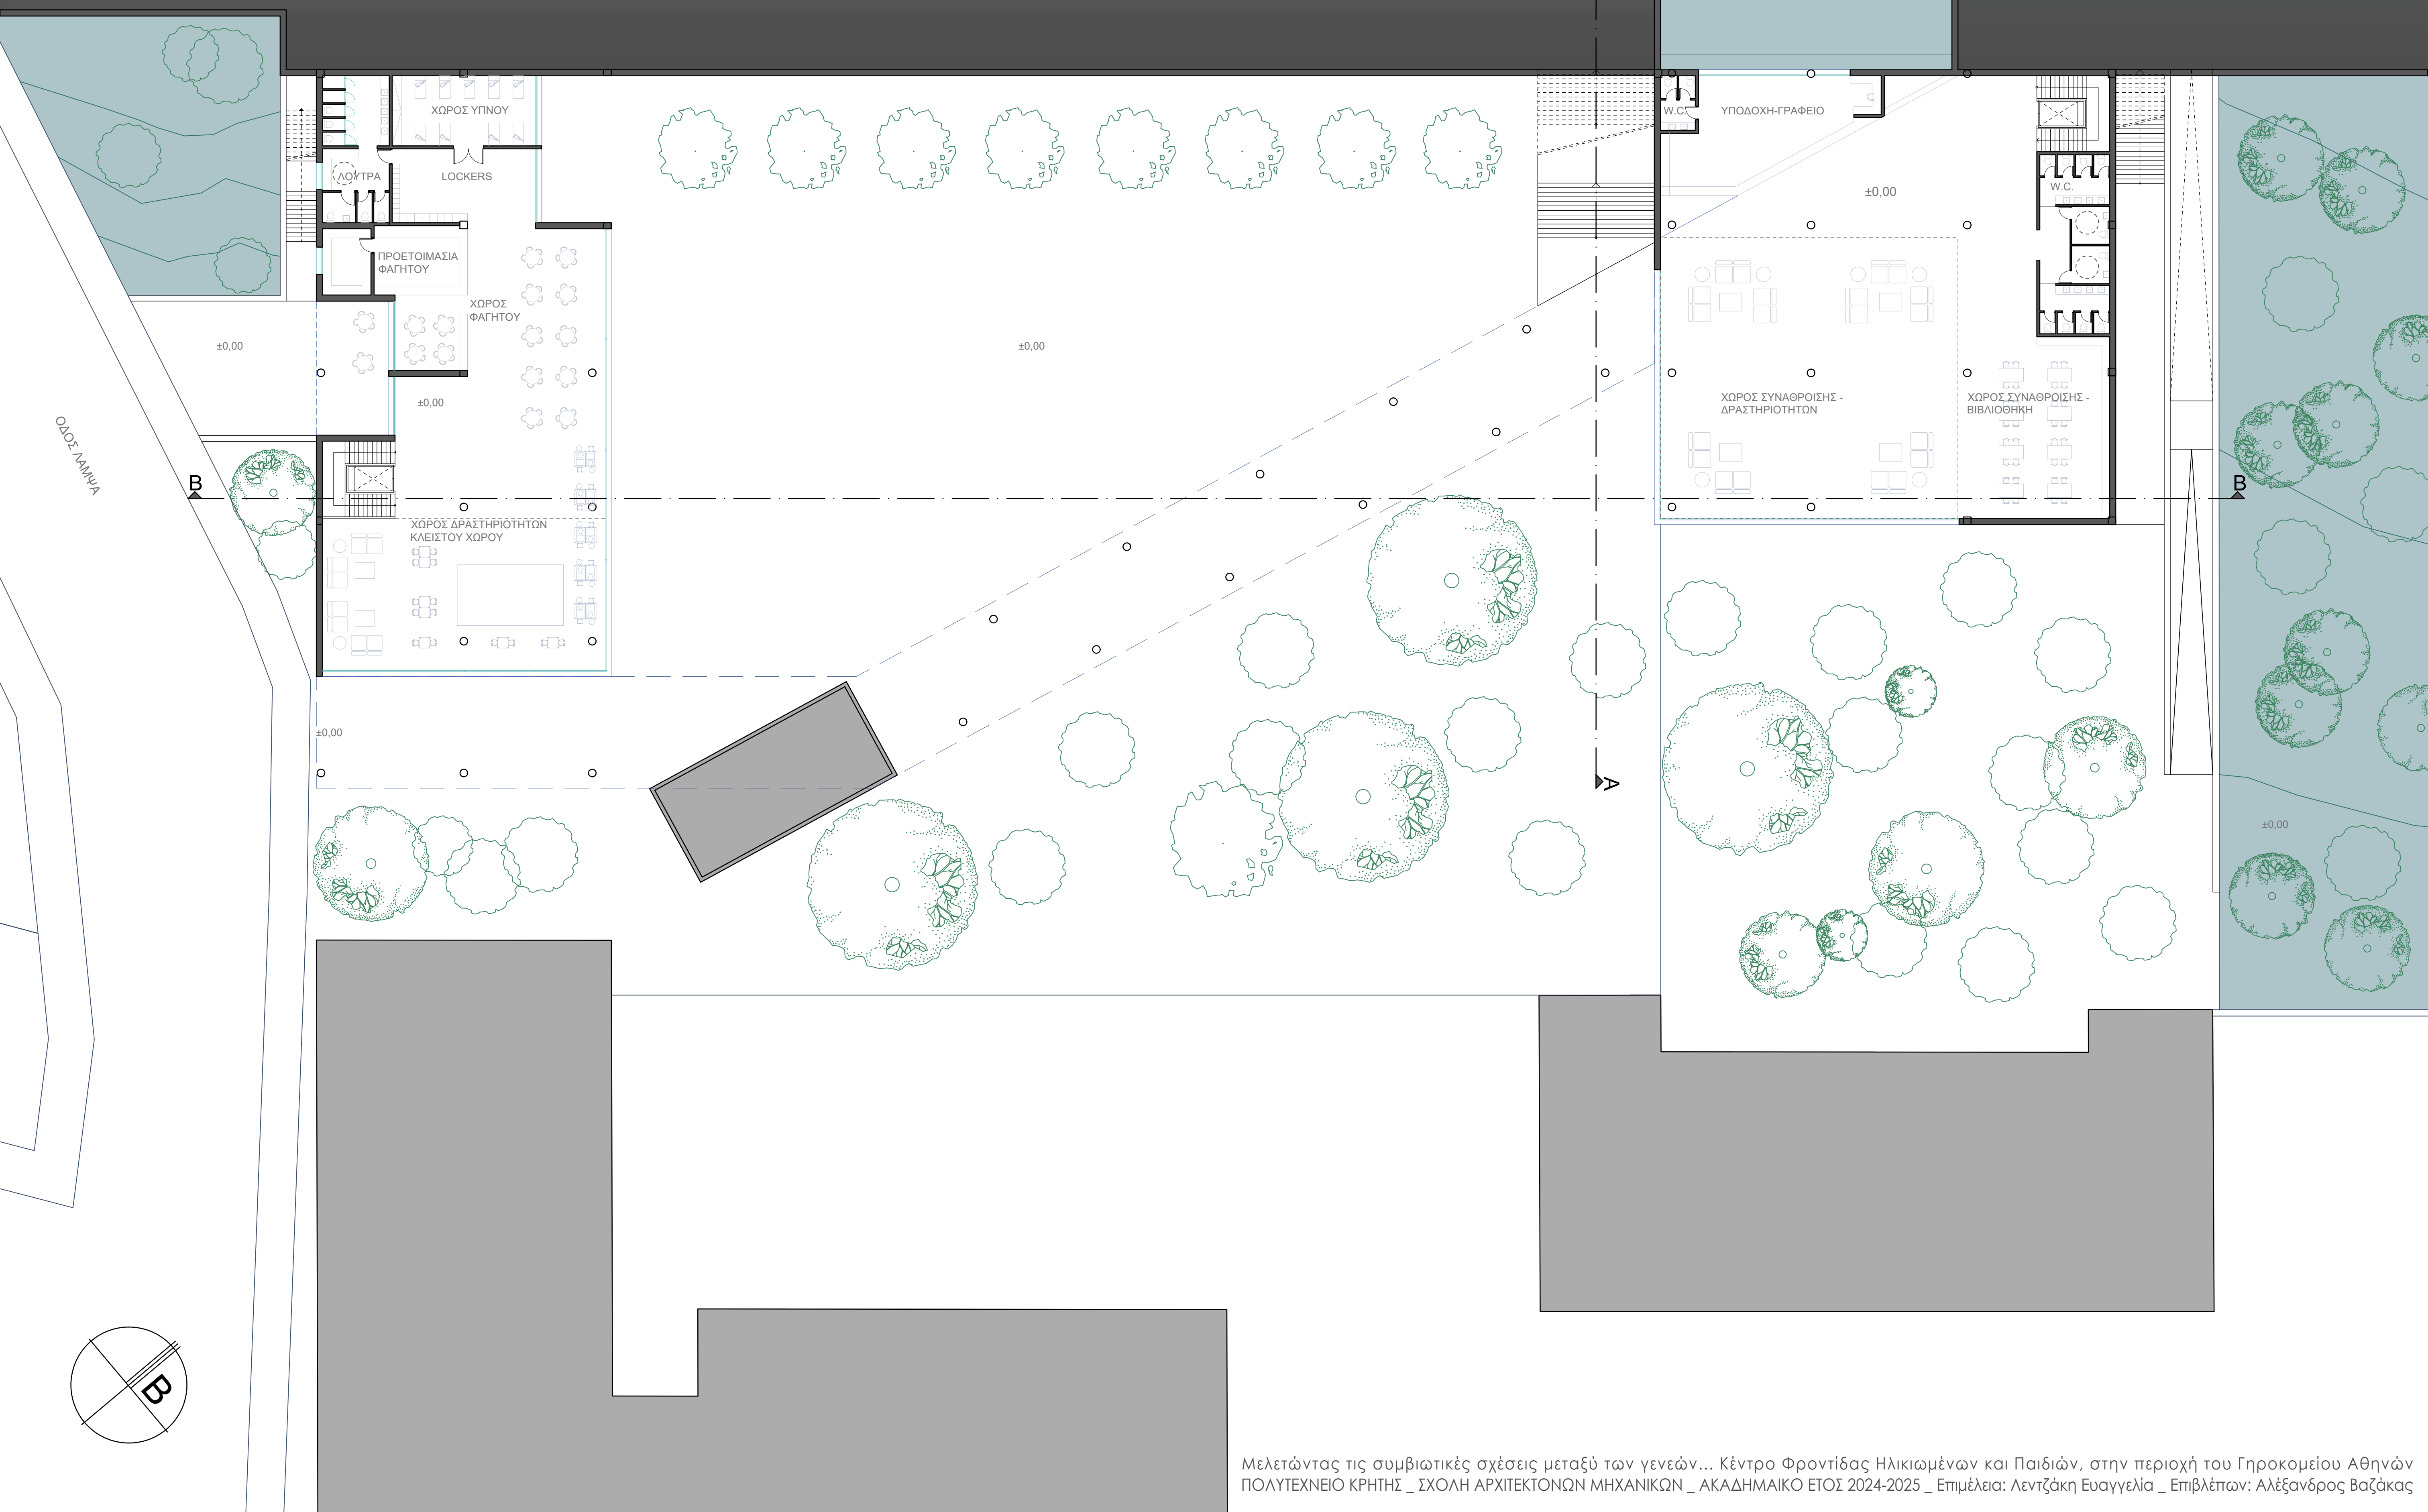 ΧΩΡΟΣ ΥΠΝΟΥ
W.C.
ΥΠΟΔΟΧΗ-ΓΡΑΦΕΙΟ
ΛΟΥΤΡΑ
LOCKERS
±0,00
W.C.
ΠΡΟΕΤΟΙΜΑΣΙΑ
ΦΑΓΗΤΟΥ
ΧΩΡΟΣ
ΦΑΓΗΤΟΥ
±0,00
±0,00
±0,00
ΧΩΡΟΣ ΣΥΝΑΘΡΟΙΣΗΣ -
ΔΡΑΣΤΗΡΙΟΤΗΤΩΝ
ΧΩΡΟΣ ΣΥΝΑΘΡΟΙΣΗΣ -
ΒΙΒΛΙΟΘΗΚΗ
ΟΔΟΣ ΛΑΜΨΑ
B
B
ΧΩΡΟΣ ΔΡΑΣΤΗΡΙΟΤΗΤΩΝ
ΚΛΕΙΣΤΟΥ ΧΩΡΟΥ
±0,00
A
±0,00
B
Μελετώντας τις συμβιωτικές σχέσεις μεταξύ των γενεών... Κέντρο Φροντίδας Ηλικιωμένων και Παιδιών, στην περιοχή του Γηροκομείου Αθηνών
ΠΟΛΥΤΕΧΝΕΙΟ ΚΡΗΤΗΣ _ ΣΧΟΛΗ ΑΡΧΙΤΕΚΤΟΝΩΝ ΜΗΧΑΝΙΚΩΝ _ ΑΚΑΔΗΜΑΙΚΟ ΕΤΟΣ 2024-2025 _ Επιμέλεια: Λεντζάκη Ευαγγελία _ Επιβλέπων: Αλέξανδρος Βαζάκας